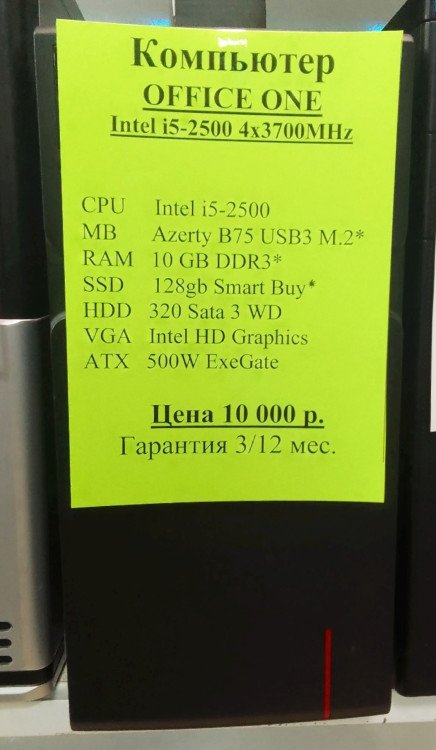 Компьютер
OFFICE ONE
Intel i5-2500 4x3700MHz
CPU Intel i5-2500
MB Azerty B75 USB3 M.2*
RAM 10 GB DDR3*
SSD 128gb Smart Buy*
HDD 320 Sata 3 WD
VGA Intel HD Graphics
ATX 500W ExeGate
Цена 10 000 р.
Гарантия 3/12 мес.